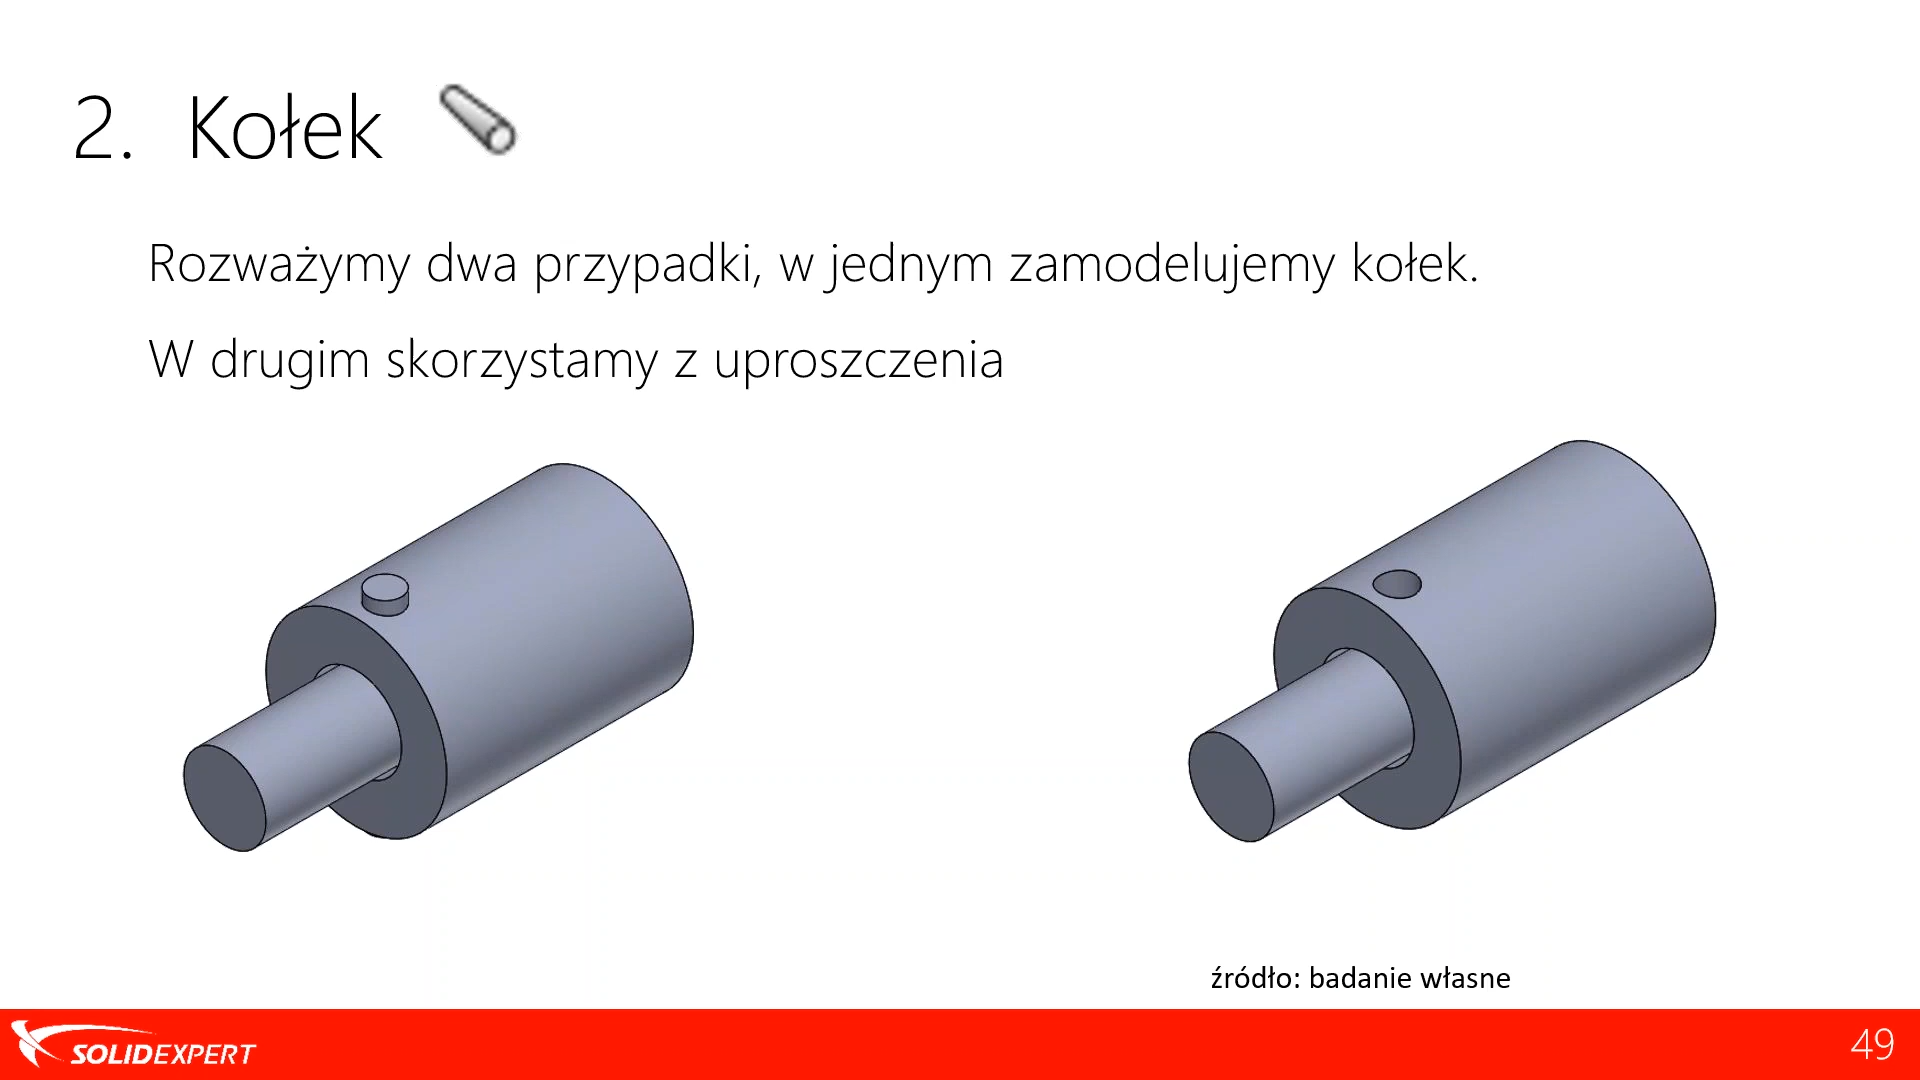 2. Kołek
Rozważymy dwa przypadki, w jednym zamodelujemy kołek.
W drugim skorzystamy z uproszczenia
źródło: badanie własne
SOLIDEXPERT
49